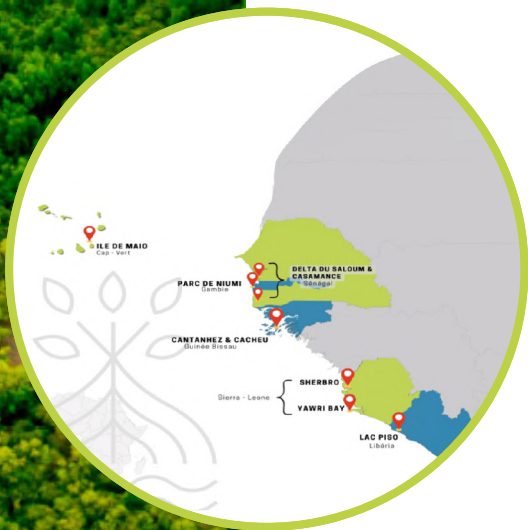 ILE DE MAIO
Cap - Vert
DELTA DU SALOUM &
CASAMANCE
Sénégal
PARC DE NIUMI
Gambie
CANTANHEZ & CACHEU
Guinée Bissau
SHERBRO
Sierra - Leone
YAWRI BAY
LAC PISO
Libéria